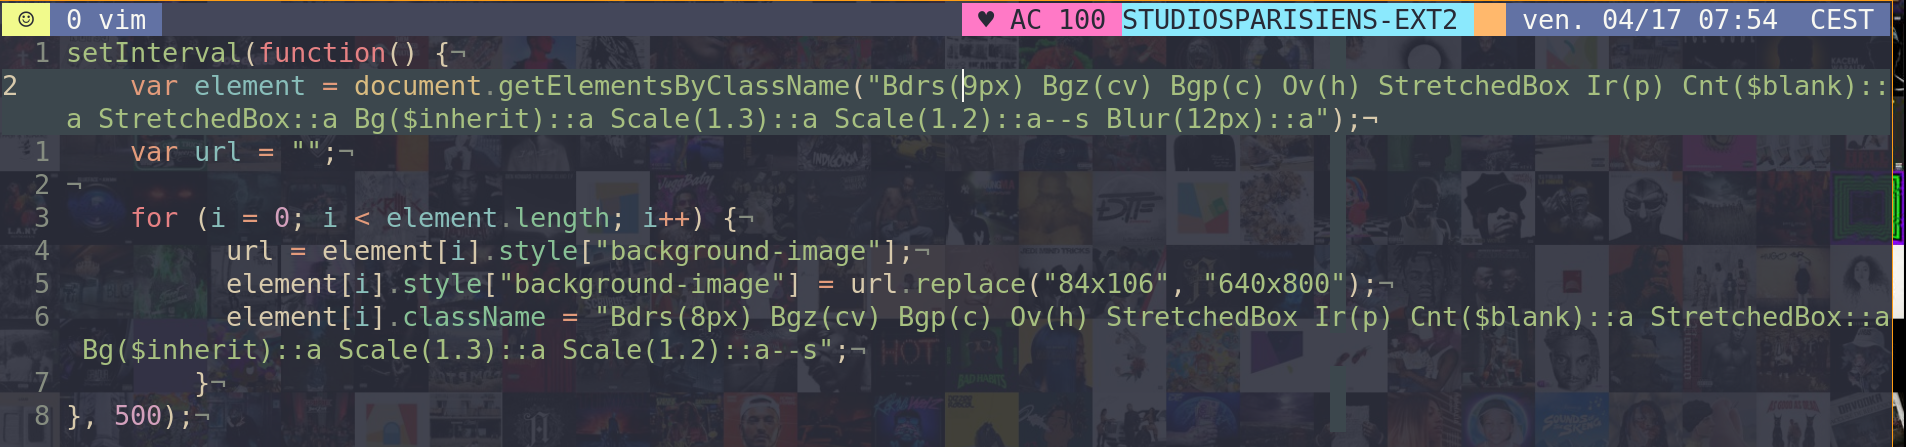 ☺ 0 vim ♥ AC 100 STUDIOSPARISIENS-EXT2 ven. 04/17 07:54 CEST
1 setInterval(function() {¬
2 var element = document.getElementsByClassName("Bdrs(9px) Bgz(cv) Bgp(c) Ov(h) StretchedBox Ir(p) Cnt($blank)::
a StretchedBox::a Bg($inherit)::a Scale(1.3)::a Scale(1.2)::a--s Blur(12px)::a");¬
1 var url = "";¬
2 ¬
3 for (i = 0; i < element.length; i++) {¬
4 url = element[i].style["background-image"];¬
5 element[i].style["background-image"] = url.replace("84x106", "640x800");¬
6 element[i].className = "Bdrs(8px) Bgz(cv) Bgp(c) Ov(h) StretchedBox Ir(p) Cnt($blank)::a StretchedBox::a
Bg($inherit)::a Scale(1.3)::a Scale(1.2)::a--s";¬
7 }¬
8 }, 500);¬